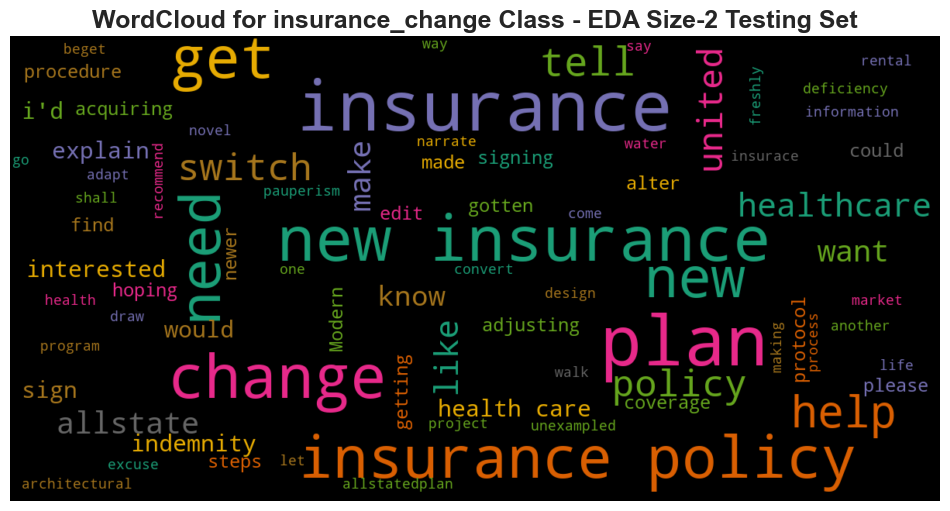 WordCloud for insurance_change Class - EDA Size-2 Testing Set
beget
get
way
say
tell
united
rental
procedure
freshly
deficiency
i'd
acquiring
insurance
information
novel
narrate
water
go
explain
recommend
switch
make
made
signing
insurace
could
adapt
pauperism
alter
shall
need
edit
gotten
come
healthcare
find
newer
new insurance
want
interested
one
convert
new
health
hoping
know
design
market
draw
Modern
adjusting
plan
making
protocol
process
another
would
like
program
change
getting
walk
policy
life
please
sign
health care
coverage
help
allstate
project
unexampled
indemnity
excuse
steps
let
insurance policy
architectural
allstatedplan